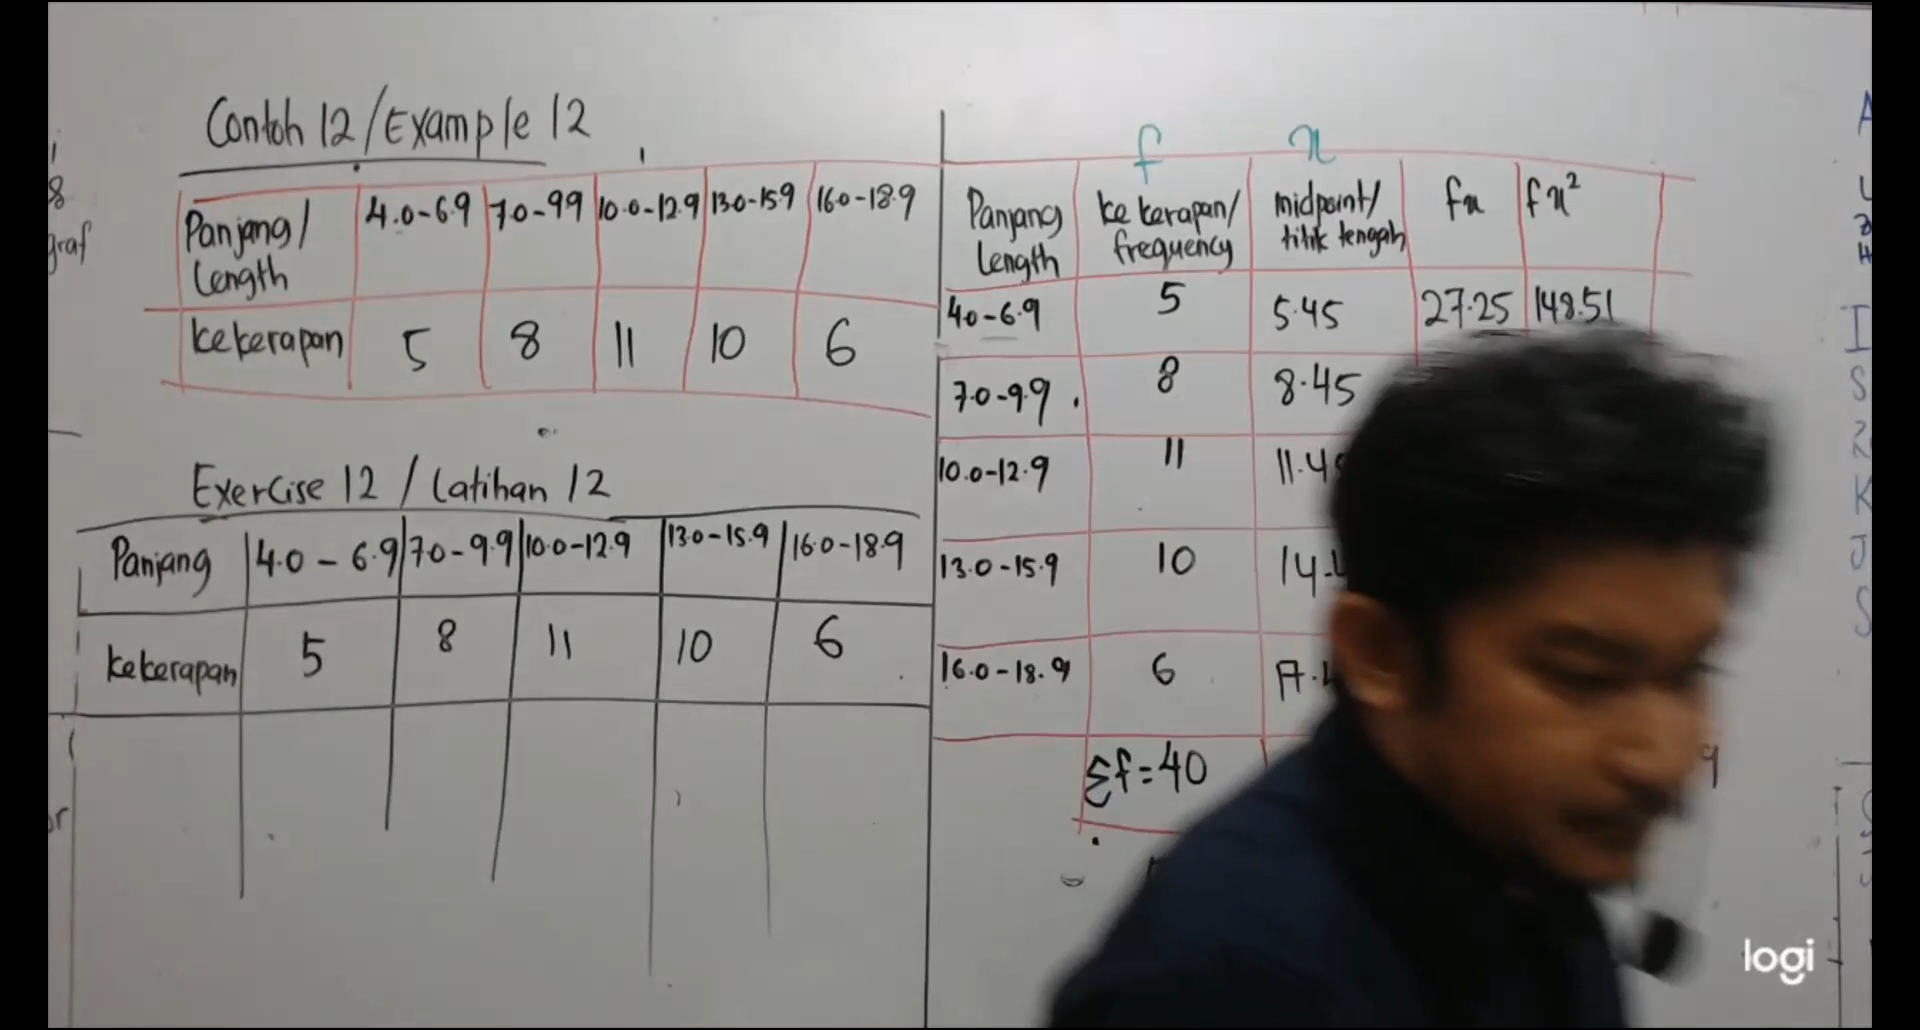 Contoh 12/Example 12
Panjang/ Length 4.0-6.9 7.0-99 10.0-12.9 13.0-15.9 16.0-18.9
kekerapan 5 8 11 10 6
Exercise 12 / Latihan 12
Panjang 4.0-6.9 7.0-9.9 10.0-12.9 13.0-15.9 16.0-18.9
kekerapan 5 8 11 10 6
f x
Panjang Length kekerapan/ frequency midpoint/ titik tengah fx fx²
4.0-6.9 5 5.45 27.25 148.51
7.0-9.9 8 8.45
10.0-12.9 11
13.0-15.9 10
16.0-18.9 6
Σf=40
graf
logi